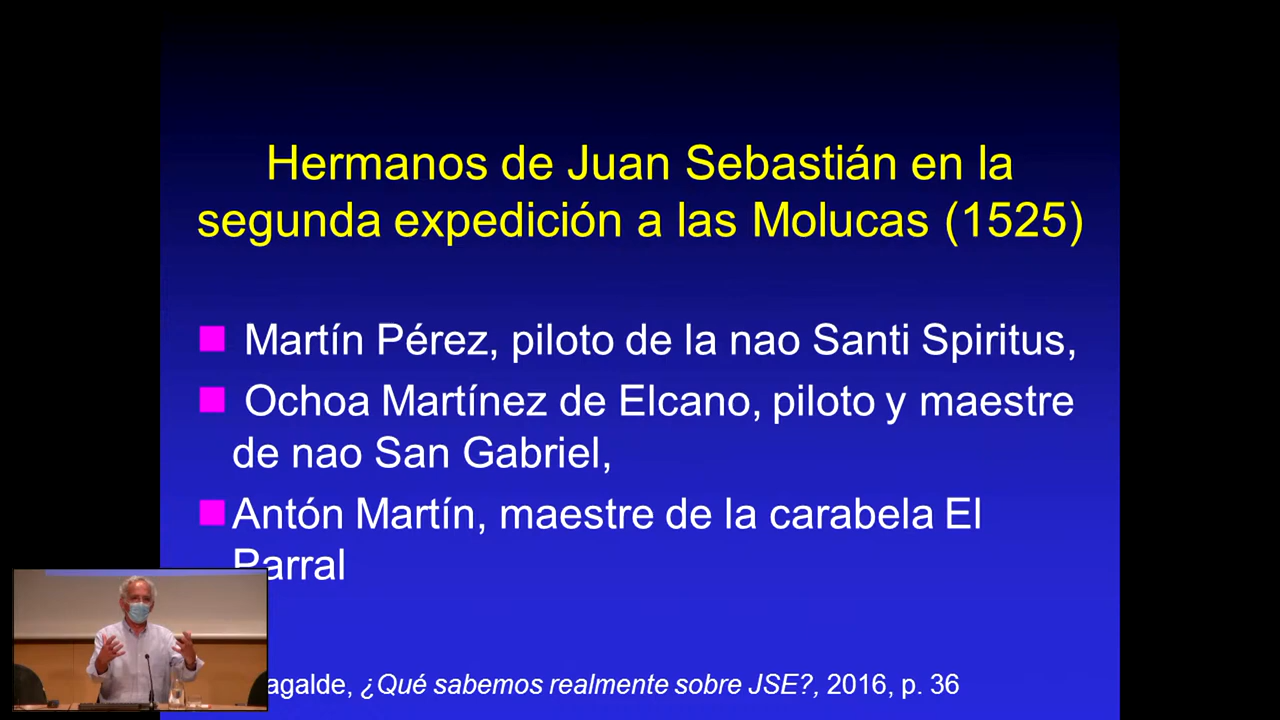 Hermanos de Juan Sebastián en la
segunda expedición a las Molucas (1525)
Martín Pérez, piloto de la nao Santi Spiritus,
Ochoa Martínez de Elcano, piloto y maestre
de nao San Gabriel,
Antón Martín, maestre de la carabela El
Parral
¿Qué sabemos realmente sobre JSE?, 2016, p. 36